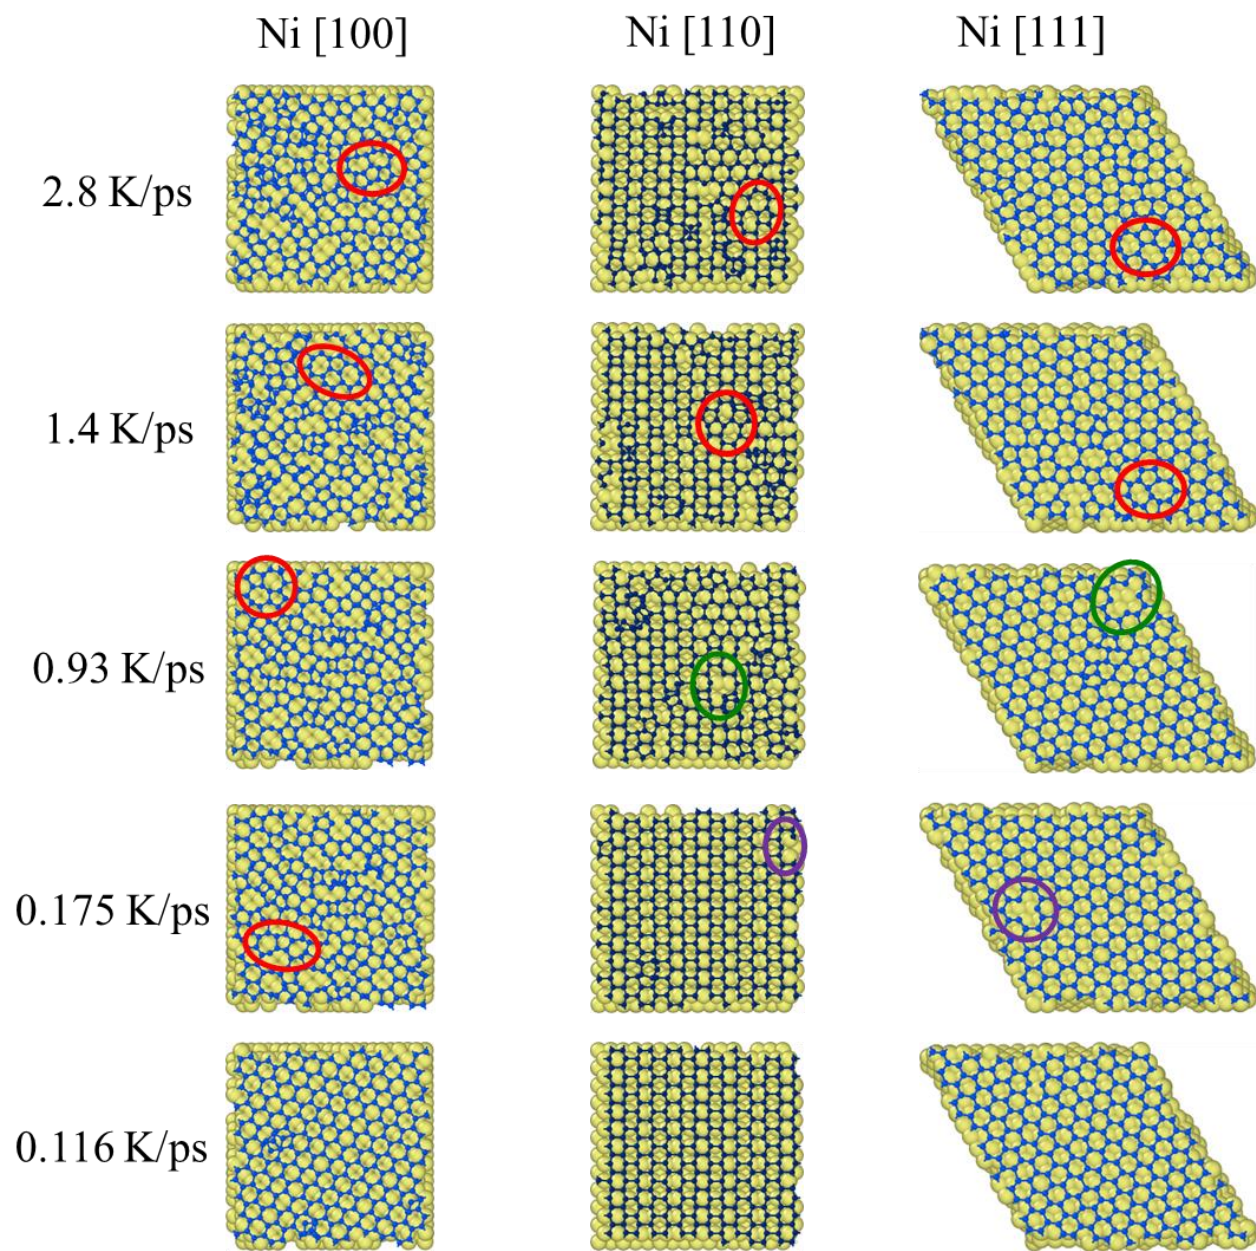 Ni [100] Ni [110] Ni [111]
2.8 K/ps
1.4 K/ps
0.93 K/ps
0.175 K/ps
0.116 K/ps